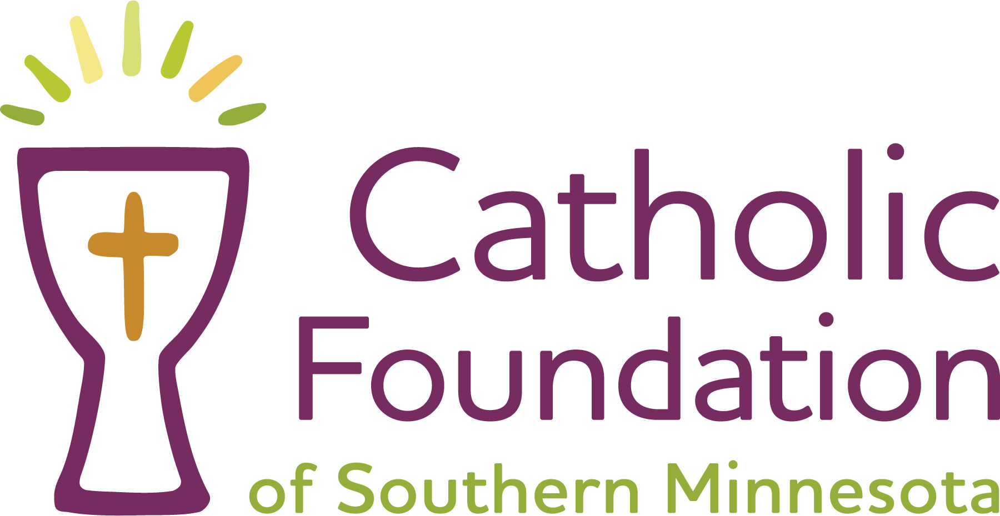 Catholic
Foundation
of Southern Minnesota